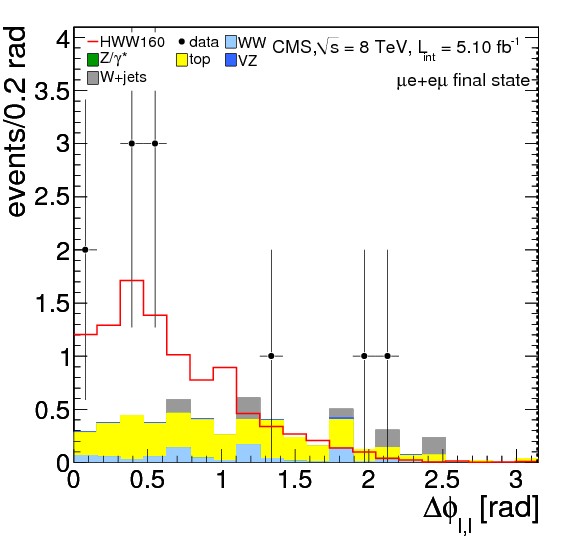 HWW160 data WW CMS,√s = 8 TeV, L_int = 5.10 fb⁻¹
Z/γ* top VZ
W+jets μe+eμ final state
events/0.2 rad
4
3.5
3
2.5
2
1.5
1
0.5
0
0 0.5 1 1.5 2 2.5 3
Δϕ_l,l [rad]